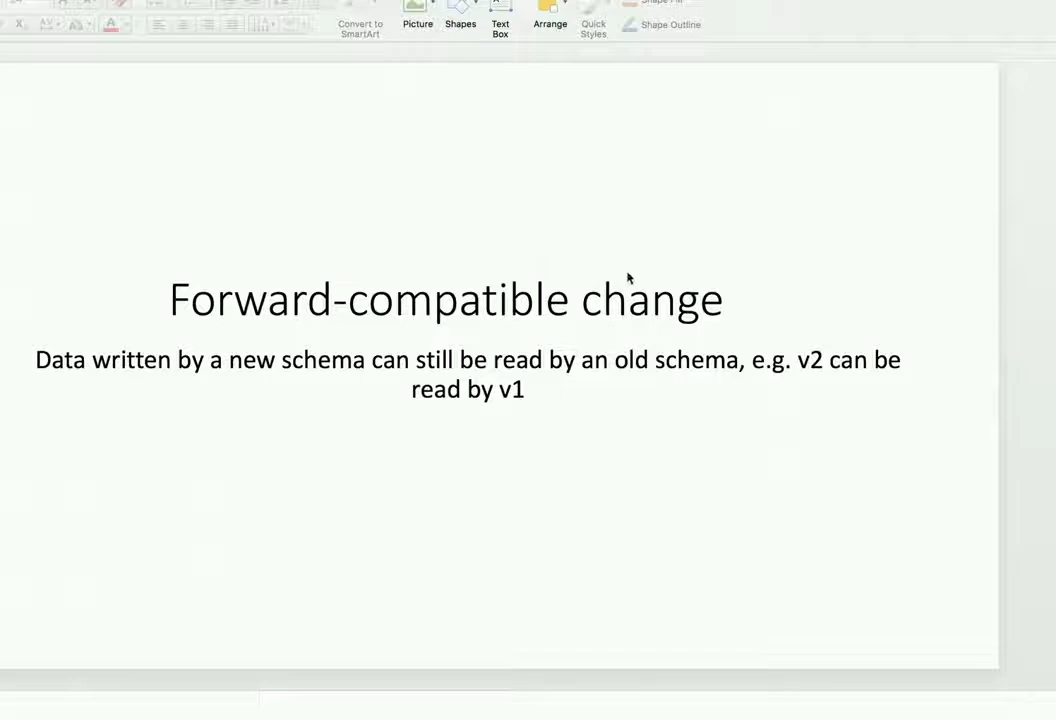 Convert to
SmartArt
Picture
Shapes
Text
Box
Arrange
Quick
Styles
Shape Outline
Forward-compatible change
Data written by a new schema can still be read by an old schema, e.g. v2 can be
read by v1